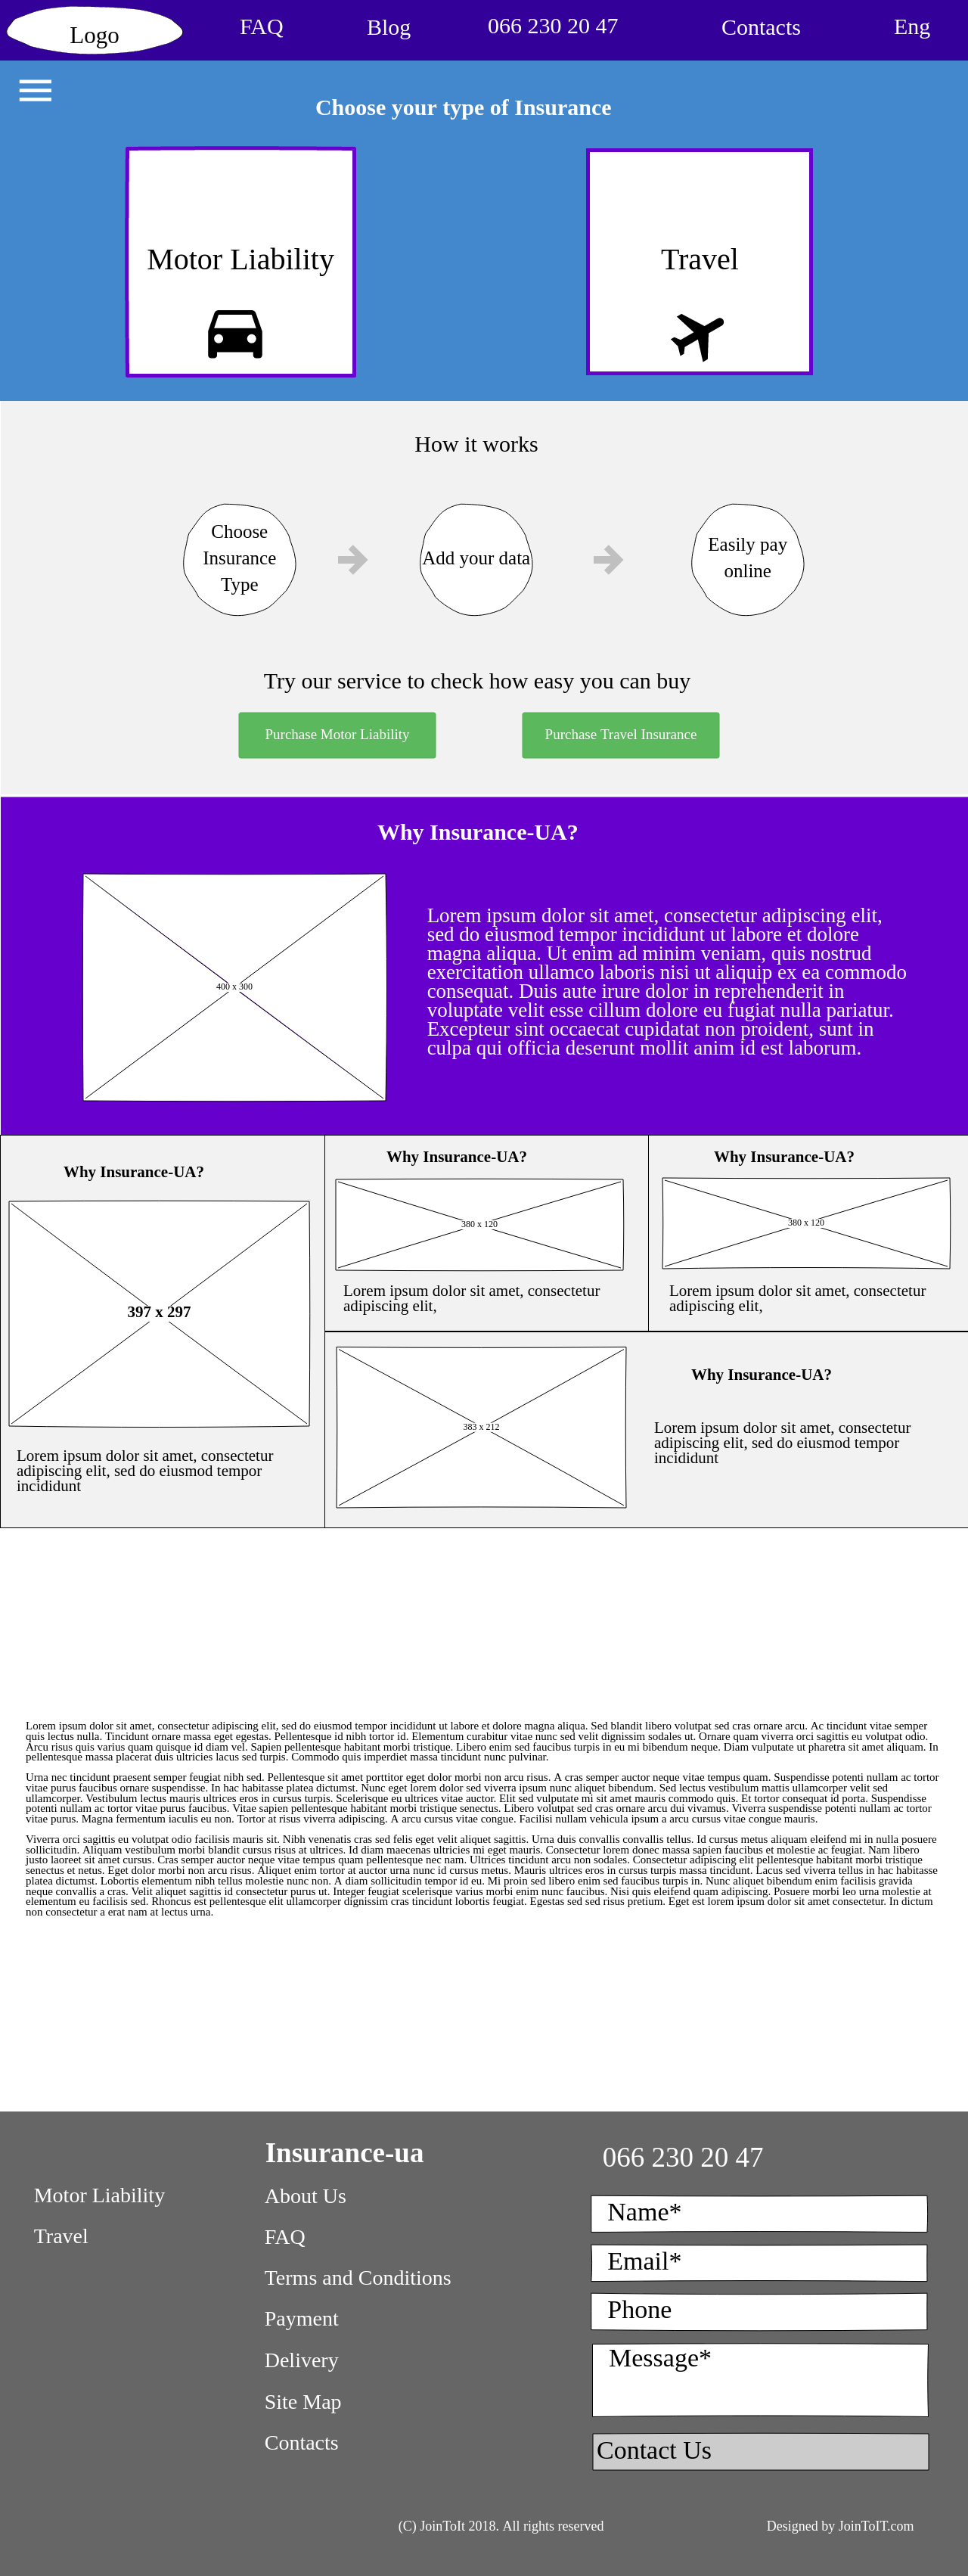 Logo
FAQ
Blog
066 230 20 47
Contacts
Eng
Choose your type of Insurance
Motor Liability
Travel
How it works
Choose
Insurance
Type
Add your data
Easily pay
online
Try our service to check how easy you can buy
Purchase Motor Liability
Purchase Travel Insurance
Why Insurance-UA?
400 x 300
Lorem ipsum dolor sit amet, consectetur adipiscing elit,
sed do eiusmod tempor incididunt ut labore et dolore
magna aliqua. Ut enim ad minim veniam, quis nostrud
exercitation ullamco laboris nisi ut aliquip ex ea commodo
consequat. Duis aute irure dolor in reprehenderit in
voluptate velit esse cillum dolore eu fugiat nulla pariatur.
Excepteur sint occaecat cupidatat non proident, sunt in
culpa qui officia deserunt mollit anim id est laborum.
Why Insurance-UA?
397 x 297
Lorem ipsum dolor sit amet, consectetur
adipiscing elit, sed do eiusmod tempor
incididunt
Why Insurance-UA?
380 x 120
Lorem ipsum dolor sit amet, consectetur
adipiscing elit,
Why Insurance-UA?
380 x 120
Lorem ipsum dolor sit amet, consectetur
adipiscing elit,
383 x 212
Why Insurance-UA?
Lorem ipsum dolor sit amet, consectetur
adipiscing elit, sed do eiusmod tempor
incididunt
Lorem ipsum dolor sit amet, consectetur adipiscing elit, sed do eiusmod tempor incididunt ut labore et dolore magna aliqua. Sed blandit libero volutpat sed cras ornare arcu. Ac tincidunt vitae semper
quis lectus nulla. Tincidunt ornare massa eget egestas. Pellentesque id nibh tortor id. Elementum curabitur vitae nunc sed velit dignissim sodales ut. Ornare quam viverra orci sagittis eu volutpat odio.
Arcu risus quis varius quam quisque id diam vel. Sapien pellentesque habitant morbi tristique. Libero enim sed faucibus turpis in eu mi bibendum neque. Diam vulputate ut pharetra sit amet aliquam. In
pellentesque massa placerat duis ultricies lacus sed turpis. Commodo quis imperdiet massa tincidunt nunc pulvinar.
Urna nec tincidunt praesent semper feugiat nibh sed. Pellentesque sit amet porttitor eget dolor morbi non arcu risus. A cras semper auctor neque vitae tempus quam. Suspendisse potenti nullam ac tortor
vitae purus faucibus ornare suspendisse. In hac habitasse platea dictumst. Nunc eget lorem dolor sed viverra ipsum nunc aliquet bibendum. Sed lectus vestibulum mattis ullamcorper velit sed
ullamcorper. Vestibulum lectus mauris ultrices eros in cursus turpis. Scelerisque eu ultrices vitae auctor. Elit sed vulputate mi sit amet mauris commodo quis. Et tortor consequat id porta. Suspendisse
potenti nullam ac tortor vitae purus faucibus. Vitae sapien pellentesque habitant morbi tristique senectus. Libero volutpat sed cras ornare arcu dui vivamus. Viverra suspendisse potenti nullam ac tortor
vitae purus. Magna fermentum iaculis eu non. Tortor at risus viverra adipiscing. A arcu cursus vitae congue. Facilisi nullam vehicula ipsum a arcu cursus vitae congue mauris.
Viverra orci sagittis eu volutpat odio facilisis mauris sit. Nibh venenatis cras sed felis eget velit aliquet sagittis. Urna duis convallis convallis tellus. Id cursus metus aliquam eleifend mi in nulla posuere
sollicitudin. Aliquam vestibulum morbi blandit cursus risus at ultrices. Id diam maecenas ultricies mi eget mauris. Consectetur lorem donec massa sapien faucibus et molestie ac feugiat. Nam libero
justo laoreet sit amet cursus. Cras semper auctor neque vitae tempus quam pellentesque nec nam. Ultrices tincidunt arcu non sodales. Consectetur adipiscing elit pellentesque habitant morbi tristique
senectus et netus. Eget dolor morbi non arcu risus. Aliquet enim tortor at auctor urna nunc id cursus metus. Mauris ultrices eros in cursus turpis massa tincidunt. Lacus sed viverra tellus in hac habitasse
platea dictumst. Lobortis elementum nibh tellus molestie nunc non. A diam sollicitudin tempor id eu. Mi proin sed libero enim sed faucibus turpis in. Nunc aliquet bibendum enim facilisis gravida
neque convallis a cras. Velit aliquet sagittis id consectetur purus ut. Integer feugiat scelerisque varius morbi enim nunc faucibus. Nisi quis eleifend quam adipiscing. Posuere morbi leo urna molestie at
elementum eu facilisis sed. Rhoncus est pellentesque elit ullamcorper dignissim cras tincidunt lobortis feugiat. Egestas sed sed risus pretium. Eget est lorem ipsum dolor sit amet consectetur. In dictum
non consectetur a erat nam at lectus urna.
Motor Liability
Travel
Insurance-ua
About Us
FAQ
Terms and Conditions
Payment
Delivery
Site Map
Contacts
066 230 20 47
Name*
Email*
Phone
Message*
Contact Us
(C) JoinToIt 2018. All rights reserved
Designed by JoinToIT.com